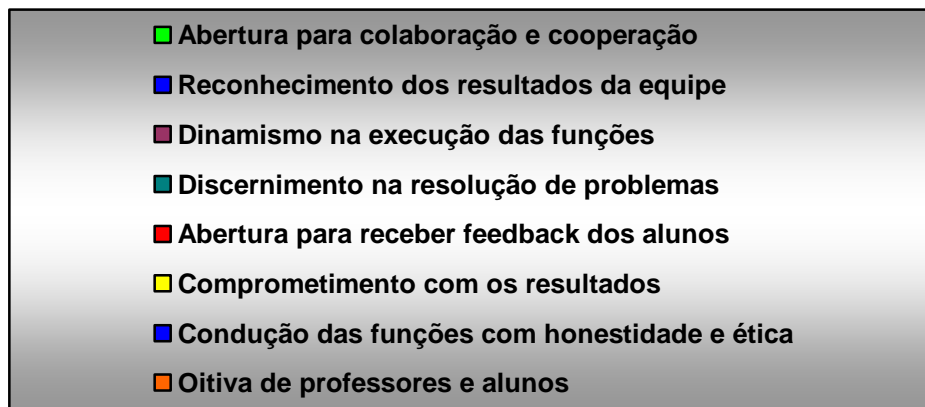 Abertura para colaboração e cooperação
Reconhecimento dos resultados da equipe
Dinamismo na execução das funções
Discernimento na resolução de problemas
Abertura para receber feedback dos alunos
Comprometimento com os resultados
Condução das funções com honestidade e ética
Oitiva de professores e alunos